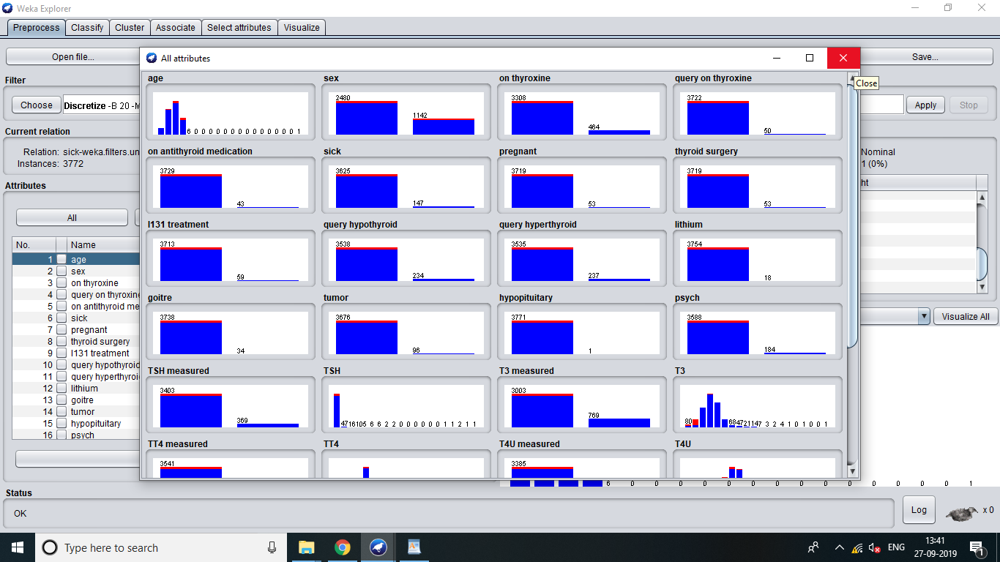 Weka Explorer
Preprocess Classify Cluster Associate Select attributes Visualize
Open file...
Save...
Filter
Choose
Discretize -B 20 -M
Apply
Stop
Current relation
Relation: sick-weka.filters.un
Instances: 3772
Attributes
All
No. Name
1 age
2 sex
3 on thyroxine
4 query on thyroxine
5 on antithyroid me
6 sick
7 pregnant
8 thyroid surgery
9 I131 treatment
10 query hypothyroid
11 query hyperthyroi
12 lithium
13 goitre
14 tumor
15 hypopituitary
16 psych
All attributes
Close
age
6 0 0 0 0 0 0 0 0 0 0 0 0 0 0 1
sex
2480
1142
on thyroxine
3308
464
query on thyroxine
3722
50
on antithyroid medication
3729
43
sick
3625
147
pregnant
3719
53
thyroid surgery
3719
53
I131 treatment
3713
59
query hypothyroid
3538
234
query hyperthyroid
3535
237
lithium
3754
18
goitre
3738
34
tumor
3676
96
hypopituitary
3771
1
psych
3588
184
TSH measured
3403
369
TSH
47 16 10 5 6 6 2 2 0 0 0 0 0 0 1 1 2 1 1
T3 measured
3003
769
T3
80
68 47 21 14 7 3 2 4 1 0 1 0 0 1
TT4 measured
3541
TT4
T4U measured
3385
T4U
Nominal
1 (0%)
ht
Visualize All
6 0 0 0 0 0 0 0 0 0 0 0 0 0 0 1
Status
OK
Log
x 0
Type here to search
ENG
13:41
27-09-2019
1